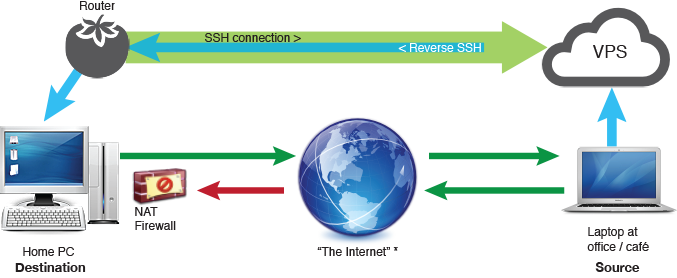 Router
SSH connection >
< Reverse SSH
VPS
NAT
Firewall
Home PC
Destination
“The Internet” *
Laptop at
office / café
Source